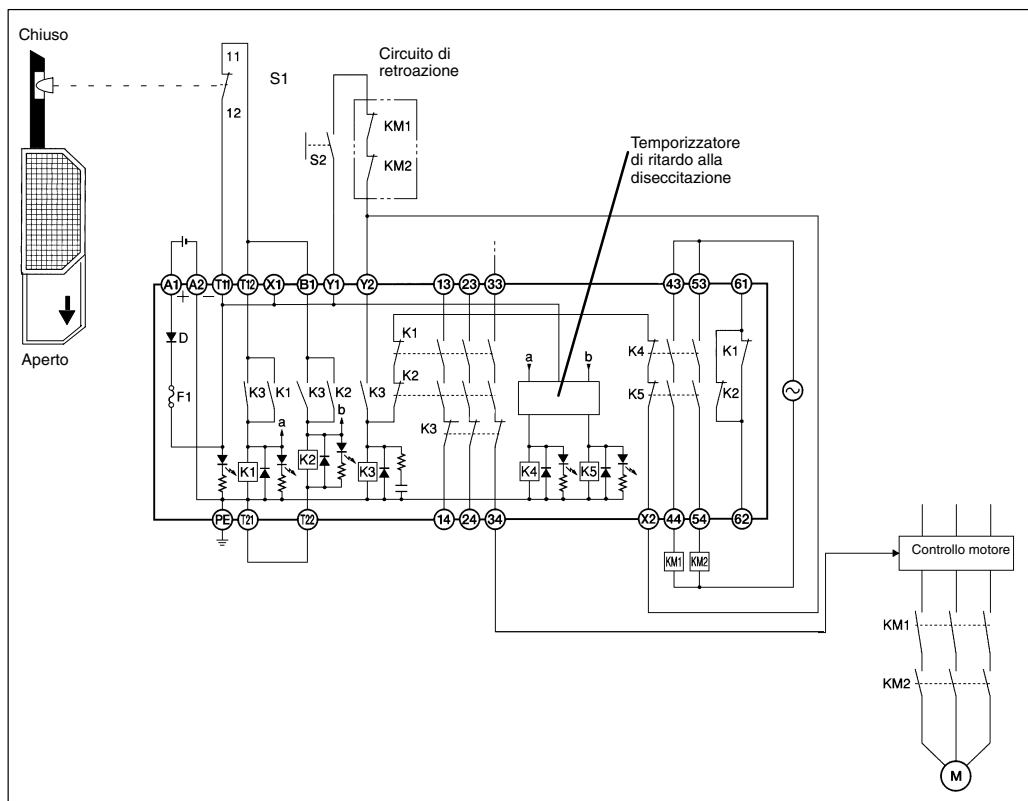 Chiuso
11
S1
12
Circuito di
retroazione
KM1
S2
KM2
Temporizzatore
di ritardo alla
diseccitazione
Aperto
A1
A2
T11
T12
X1
B1
Y1
Y2
13
23
33
43
53
61
+
−
D
F1
K3
K1
K3
K2
K3
K1
K2
K3
a
b
K4
K5
K1
K2
a
b
K1
K2
K3
K4
K5
PE
T21
T22
14
24
34
X2
44
54
62
KM1
KM2
Controllo motore
KM1
KM2
M